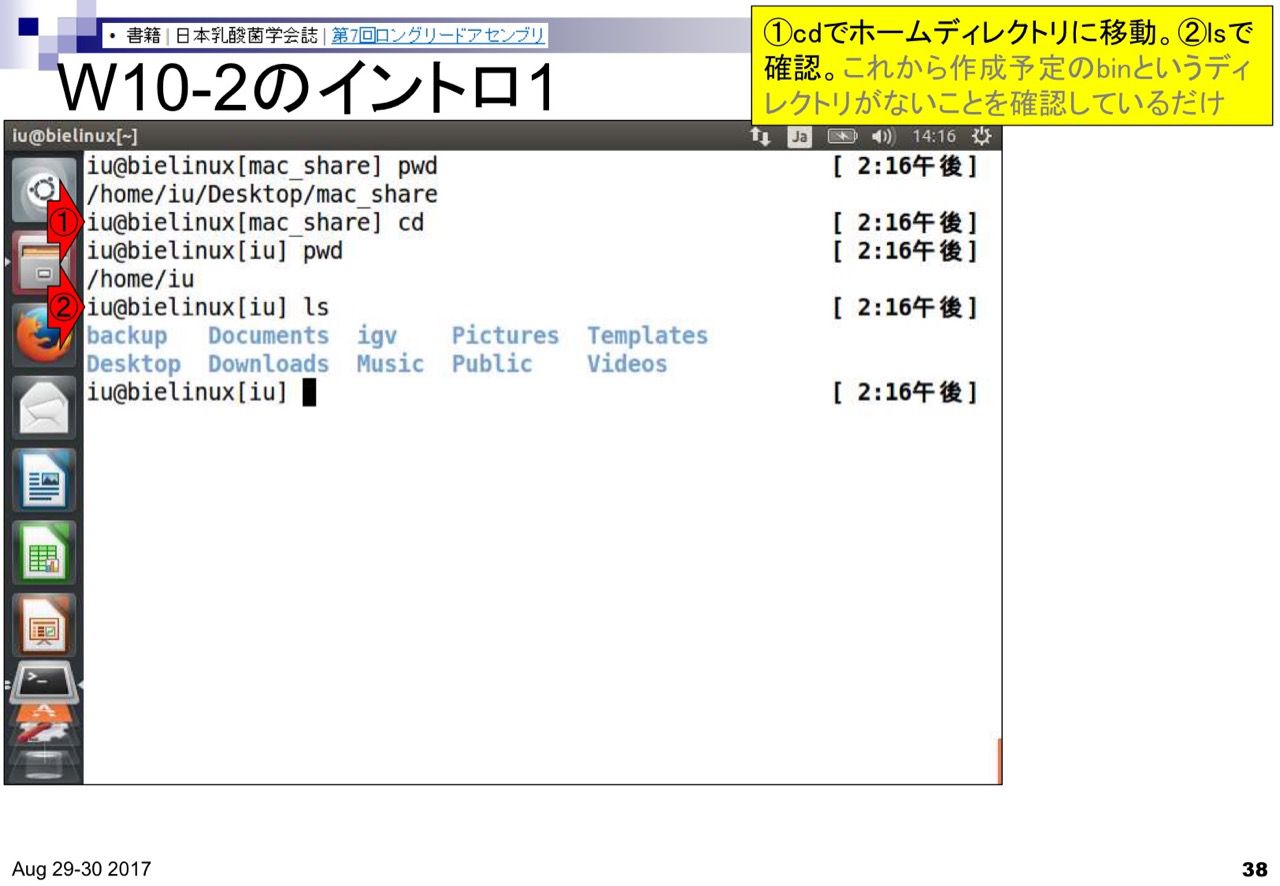 • 書籍 | 日本乳酸菌学会誌 | 第7回ロングリードアセンブリ
W10-2のイントロ1
①cdでホームディレクトリに移動。②lsで
確認。これから作成予定のbinというディ
レクトリがないことを確認しているだけ
iu@bielinux[~] Ja 14:16
iu@bielinux[mac_share] pwd [ 2:16午後]
/home/iu/Desktop/mac_share
① iu@bielinux[mac_share] cd [ 2:16午後]
iu@bielinux[iu] pwd [ 2:16午後]
/home/iu
② iu@bielinux[iu] ls [ 2:16午後]
backup Documents igv Pictures Templates
Desktop Downloads Music Public Videos
iu@bielinux[iu] [ 2:16午後]
Aug 29-30 2017 38